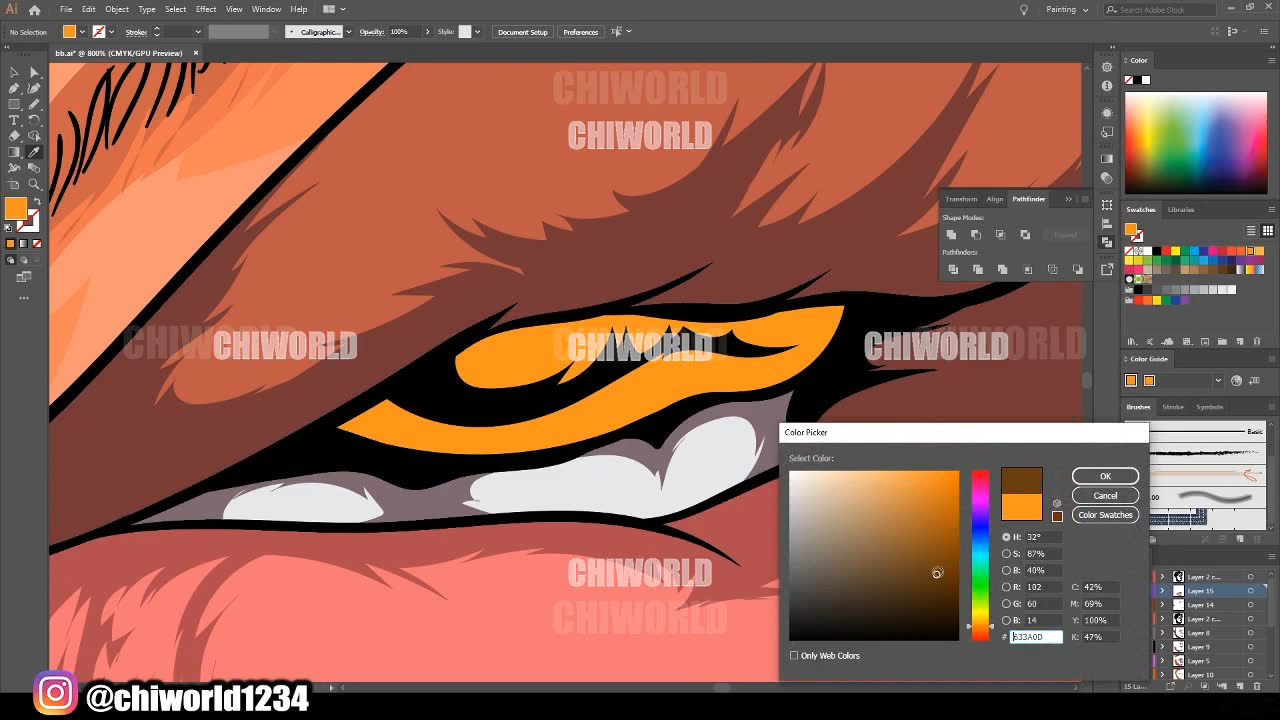 Ai File Edit Object Type Select Effect View Window Help Painting Search Adobe Stock
No Selection Stroke: Calligraphic... Opacity: 100% Style: Document Setup Preferences
bb.ai* @ 800% (CMYK/GPU Preview) ×
Color
CHIWORLD
CHIWORLD
Transform Align Pathfinder
Shape Modes:
Expand
Pathfinders:
Swatches Libraries
CHIWORLD CHIWORLD CHIWORLD
Color Guide
Brushes Stroke Symbols
Basic
Color Picker
Select Color:
OK
Cancel
Color Swatches
H: 32°
S: 87%
B: 40%
R: 102 C: 42%
G: 60 M: 69%
B: 14 Y: 100%
# 633A0D K: 47%
Only Web Colors
CHIWORLD
CHIWORLD
Layer 2 c...
Layer 15
Layer 14
Layer 2 c...
Layer 8
Layer 9
Layer 5
Layer 10
15 La...
@chiworld1234